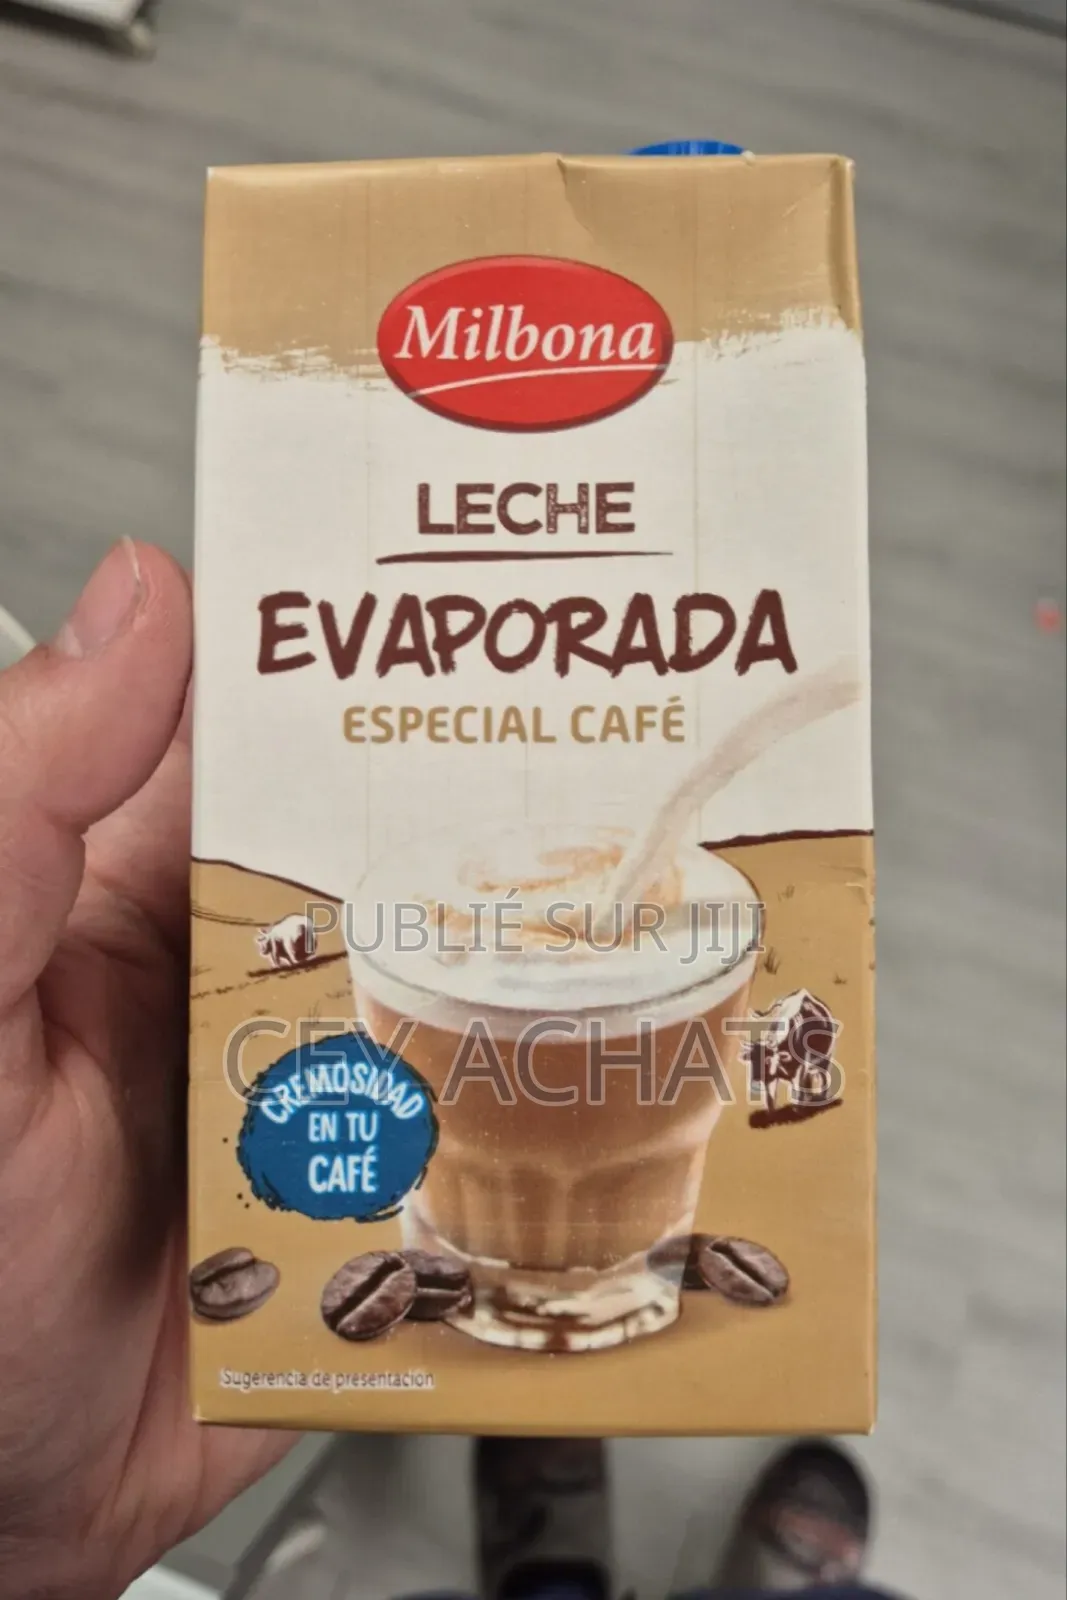 Milbona
LECHE
EVAPORADA
ESPECIAL CAFÉ
PUBLIÉ SUR JIJI
CEY ACHATS
CREMOSIDAD
EN TU
CAFÉ
Sugerencia de presentación